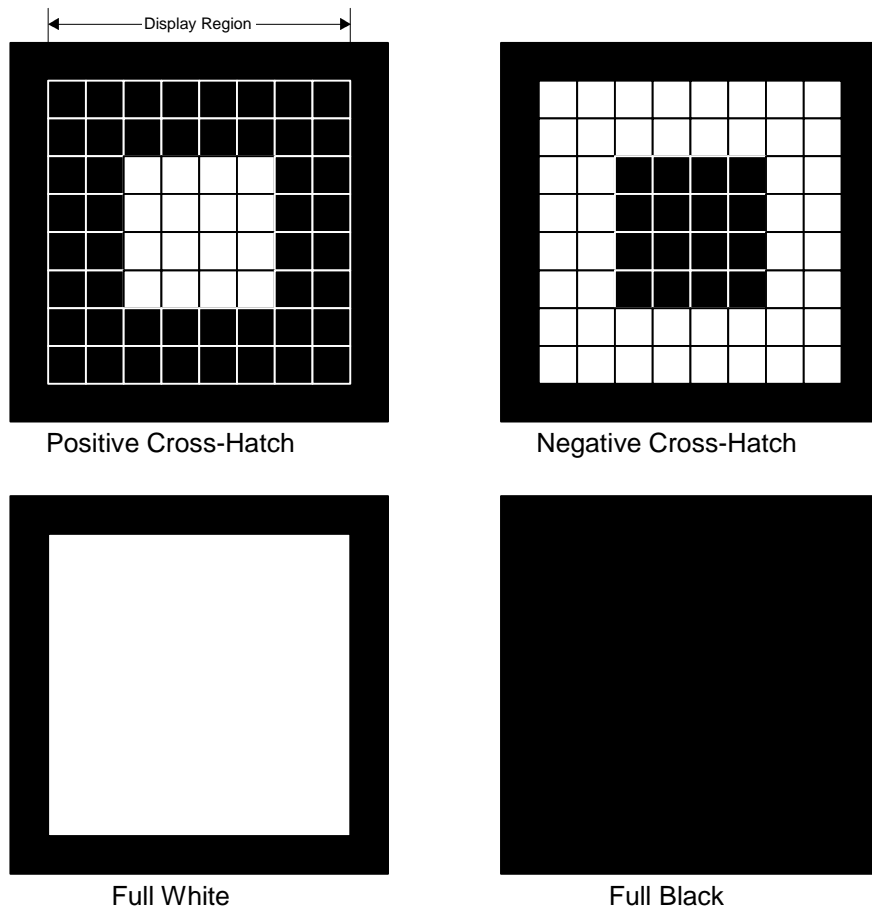 Display Region
Positive Cross-Hatch
Negative Cross-Hatch
Full White
Full Black